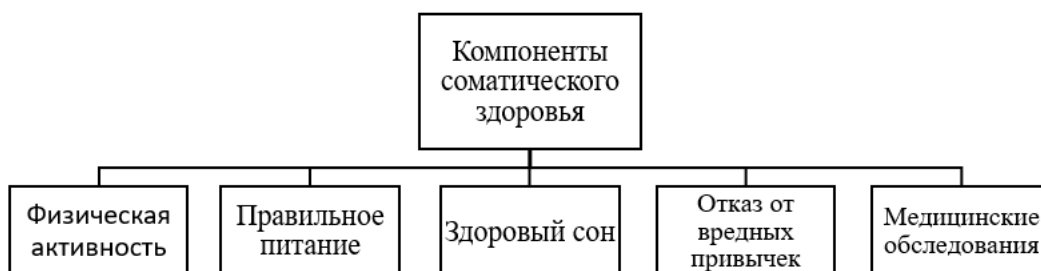 Компоненты
соматического
здоровья
Физическая
активность
Правильное
питание
Здоровый сон
Отказ от
вредных
привычек
Медицинские
обследования